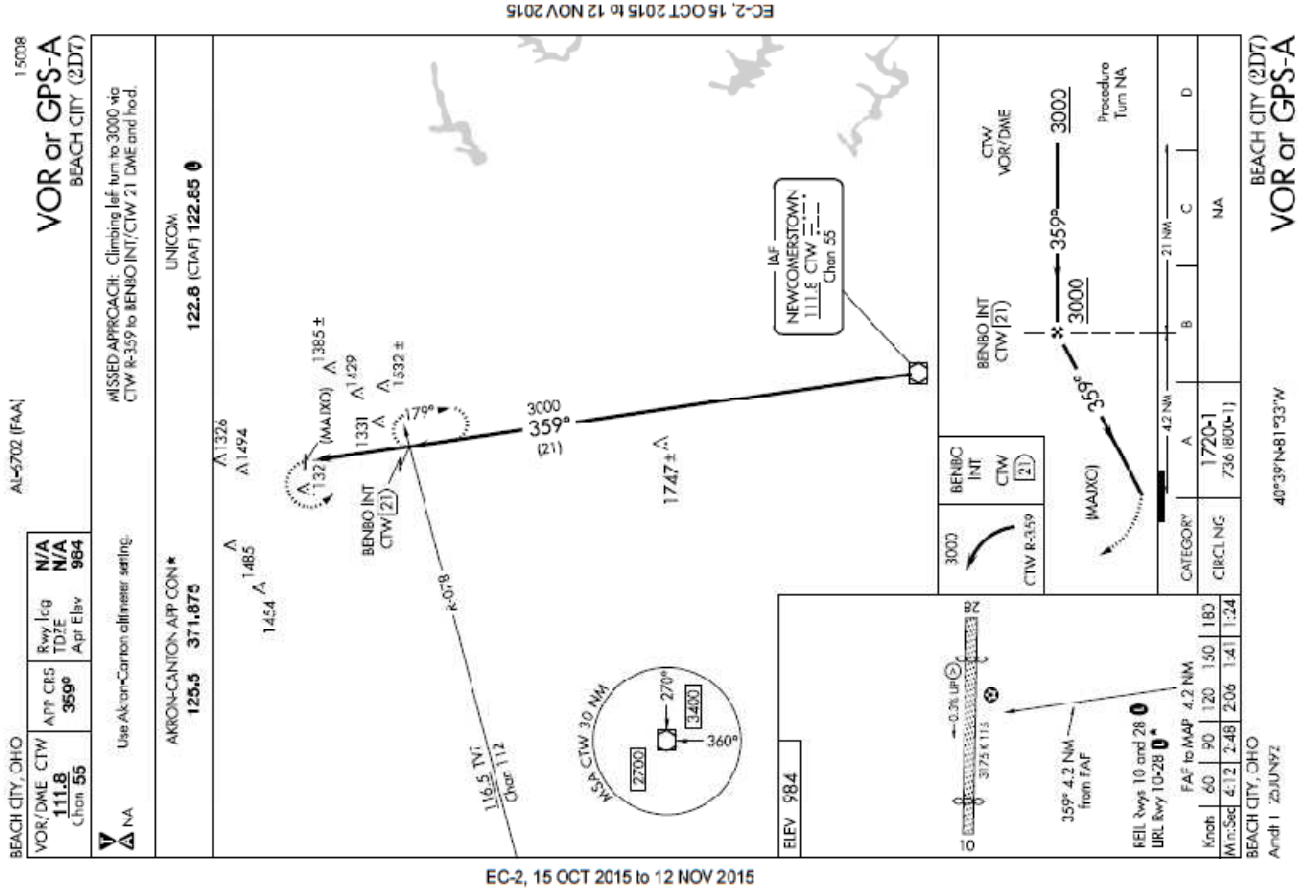 EC-2, 15 OCT 2015 to 12 NOV 2015
BEACH CITY, OHIO
AL-6702 (FAA)
VOR or GPS-A
BEACH CITY (2D7)
VOR/DME CTW
111.8
Chan 55
APP CRS
359°
Rwy ldg N/A
TDZE N/A
Apt Elev 984
NA
Use Akron-Canton altimeter setting.
MISSED APPROACH: Climbing left turn to 3000 via
CTW R-359 to BENBO INT/CTW 21 DME and hold.
AKRON-CANTON APP CON★
125.5 371.875
UNICOM
122.8 (CTAF) 122.85
1326
1494
1485
1454
(MAIXO)
1385 ±
1429
1532 ±
1331
BENBO INT
CTW 21
179°
3000
359°
(21)
R-078
116.5 TVT
Chan 112
1747±
IAF
NEWCOMERSTOWN
111.8 CTW
Chan 55
MSA CTW 30 NM
2700
3400
270°
360°
ELEV 984
10
28
0.3% UP
3175 X 115
359° 4.2 NM
from FAF
REIL Rwys 10 and 28
LIRL Rwy 10-28 *
FAF to MAP 4.2 NM
Knots 60 90 120 150 180
Min:Sec 4:12 2:48 2:06 1:41 1:24
3000
CTW R-359
BENBO
INT
CTW
21
BENBO INT
CTW 21
CTW
VOR/DME
(MAIXO)
359°
3000
359°
3000
Procedure
Turn NA
4.2 NM
21 NM
CATEGORY A B C D
CIRCLING
1720-1
736 (800-1)
NA
BEACH CITY, OHIO
40°39'N-81°33'W
BEACH CITY (2D7)
VOR or GPS-A
EC-2, 15 OCT 2015 to 12 NOV 2015